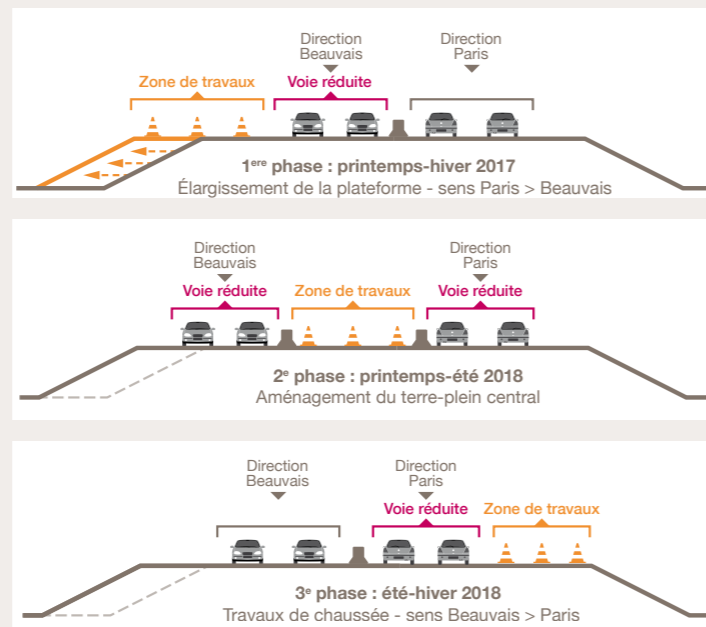 Direction
Beauvais
Direction
Paris
Zone de travaux
Voie réduite
1ere phase : printemps-hiver 2017
Élargissement de la plateforme - sens Paris > Beauvais
Direction
Beauvais
Direction
Paris
Voie réduite
Zone de travaux
Voie réduite
2e phase : printemps-été 2018
Aménagement du terre-plein central
Direction
Beauvais
Direction
Paris
Voie réduite
Zone de travaux
3e phase : été-hiver 2018
Travaux de chaussée - sens Beauvais > Paris